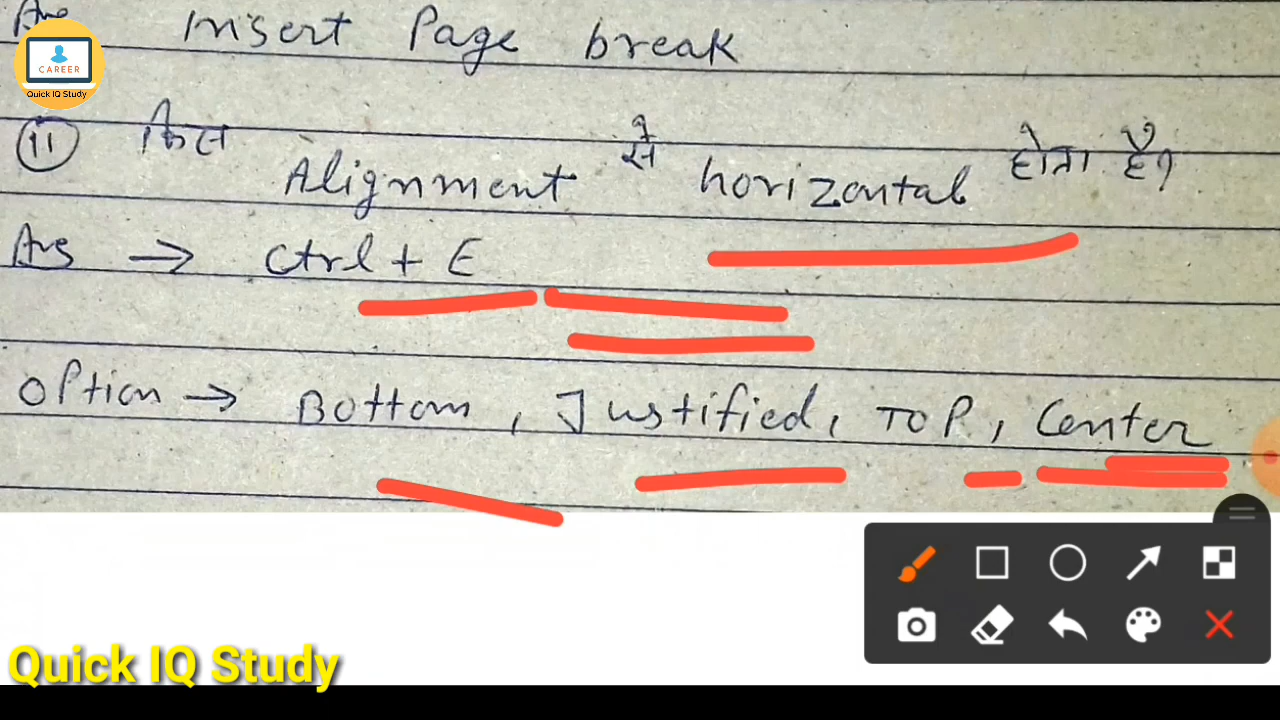 Ans Insert Page break
CAREER
Quick IQ Study
(11) किस Alignment से horizontal होता है?
Ans → Ctrl + E
Option → Bottom, Justified, TOP, Center
Quick IQ Study